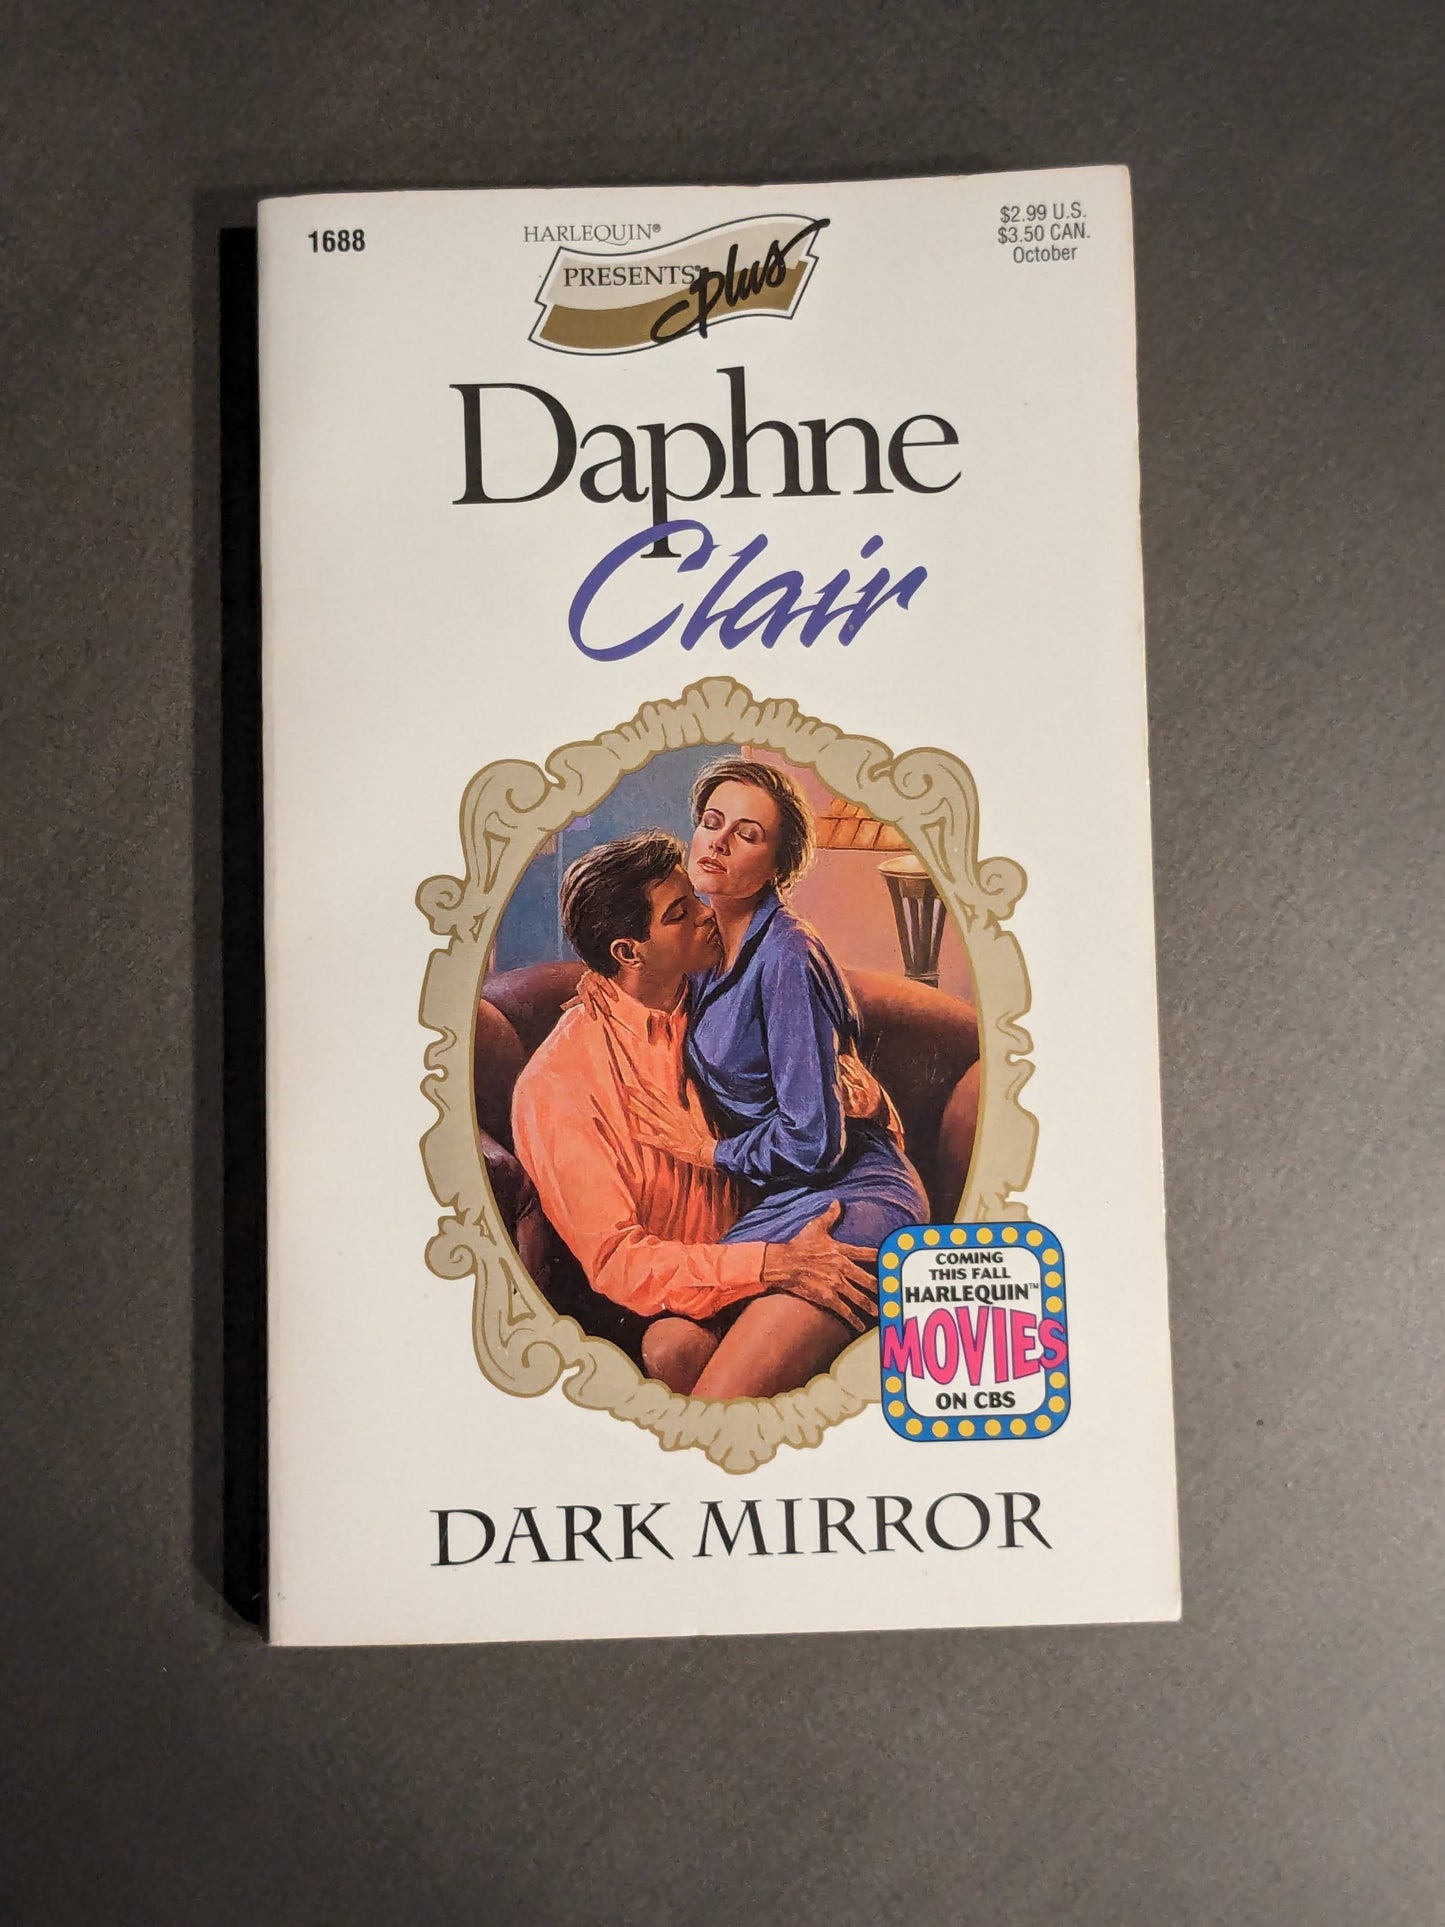 1688
HARLEQUIN®
PRESENTS®
plus
$2.99 U.S.
$3.50 CAN.
October
Daphne
Clair
COMING
THIS FALL
HARLEQUIN™
MOVIES
ON CBS
DARK MIRROR